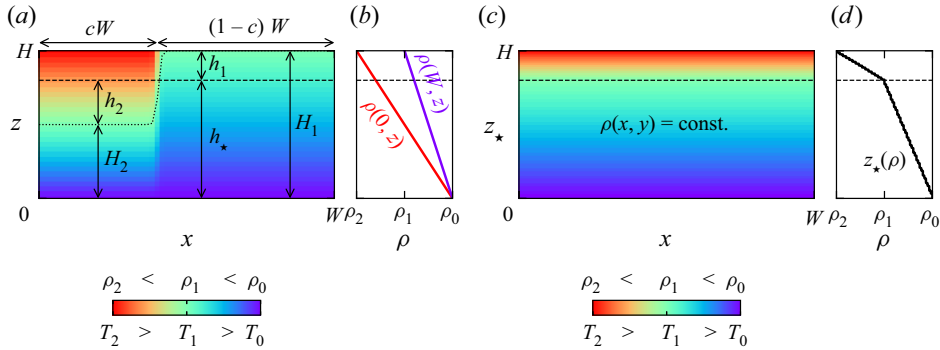 (a)
cW
(1 – c) W
H
h₁
h₂
z
H₂
h⋆
H₁
0
W
x
ρ₂ < ρ₁ < ρ₀
T₂ > T₁ > T₀
(b)
ρ(0, z)
ρ(W, z)
ρ₂ ρ₁ ρ₀
ρ
(c)
H
z⋆
ρ(x, y) = const.
0
W
x
ρ₂ < ρ₁ < ρ₀
T₂ > T₁ > T₀
(d)
z⋆(ρ)
ρ₂ ρ₁ ρ₀
ρ